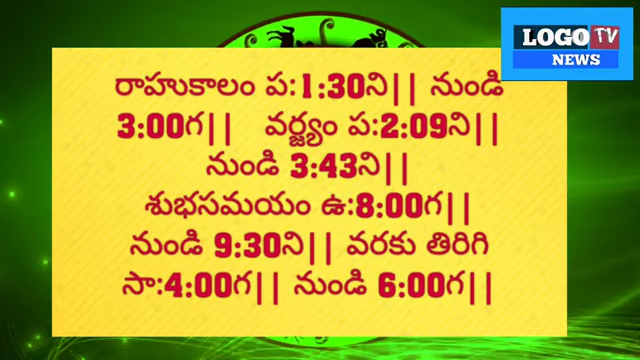 LOGO TV
NEWS
రాహుకాలం ప:1:30ని|| నుండి
3:00గ|| వర్జ్యం ప:2:09ని||
నుండి 3:43ని||
శుభసమయం ఉ:8:00గ||
నుండి 9:30ని|| వరకు తిరిగి
సా:4:00గ|| నుండి 6:00గ||